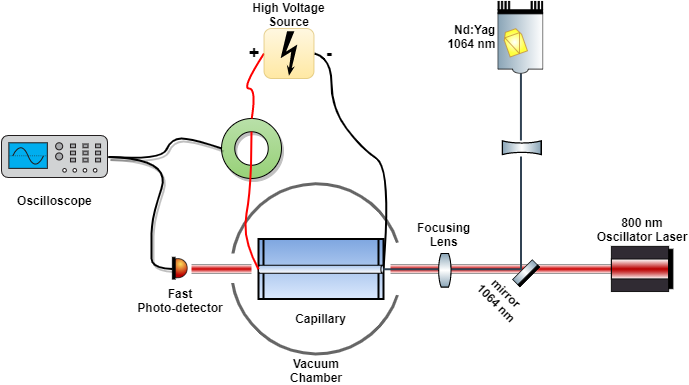 High Voltage
Source
+
-
Nd:Yag
1064 nm
Oscilloscope
Focusing
Lens
800 nm
Oscillator Laser
mirror
1064 nm
Fast
Photo-detector
Capillary
Vacuum
Chamber